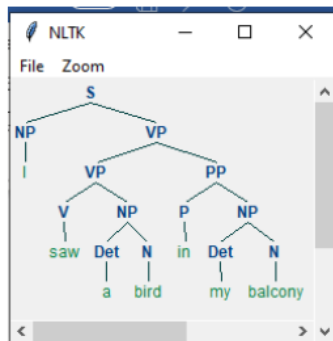 NLTK
File Zoom
S
NP VP
I VP PP
V NP P NP
saw Det N in Det N
a bird my balcony